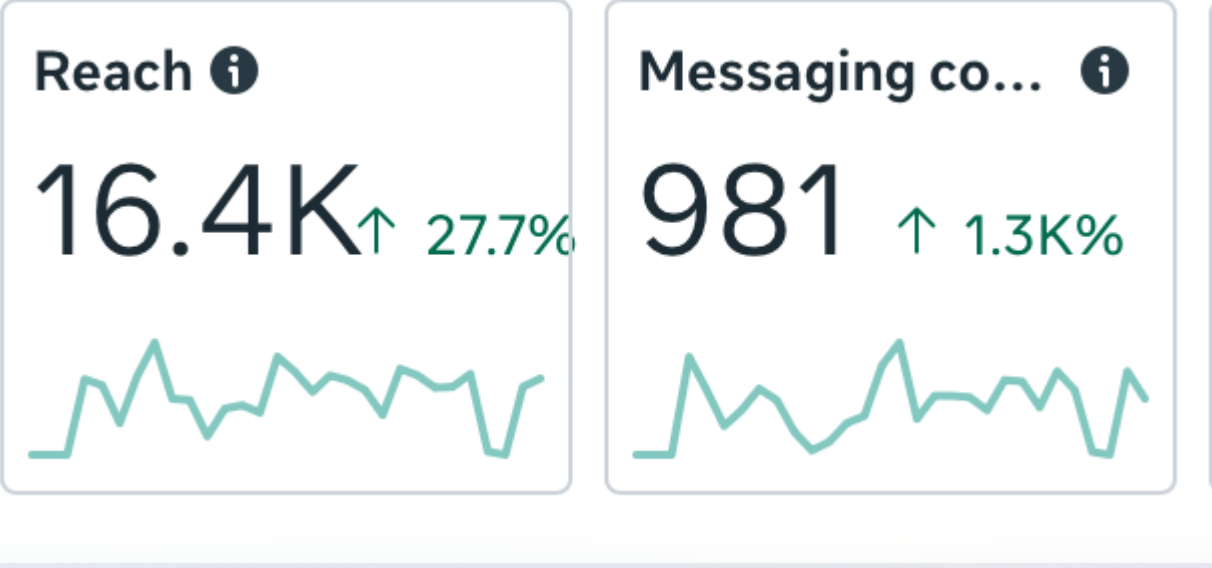 Reach
16.4K↑ 27.7%
Messaging co...
981 ↑ 1.3K%